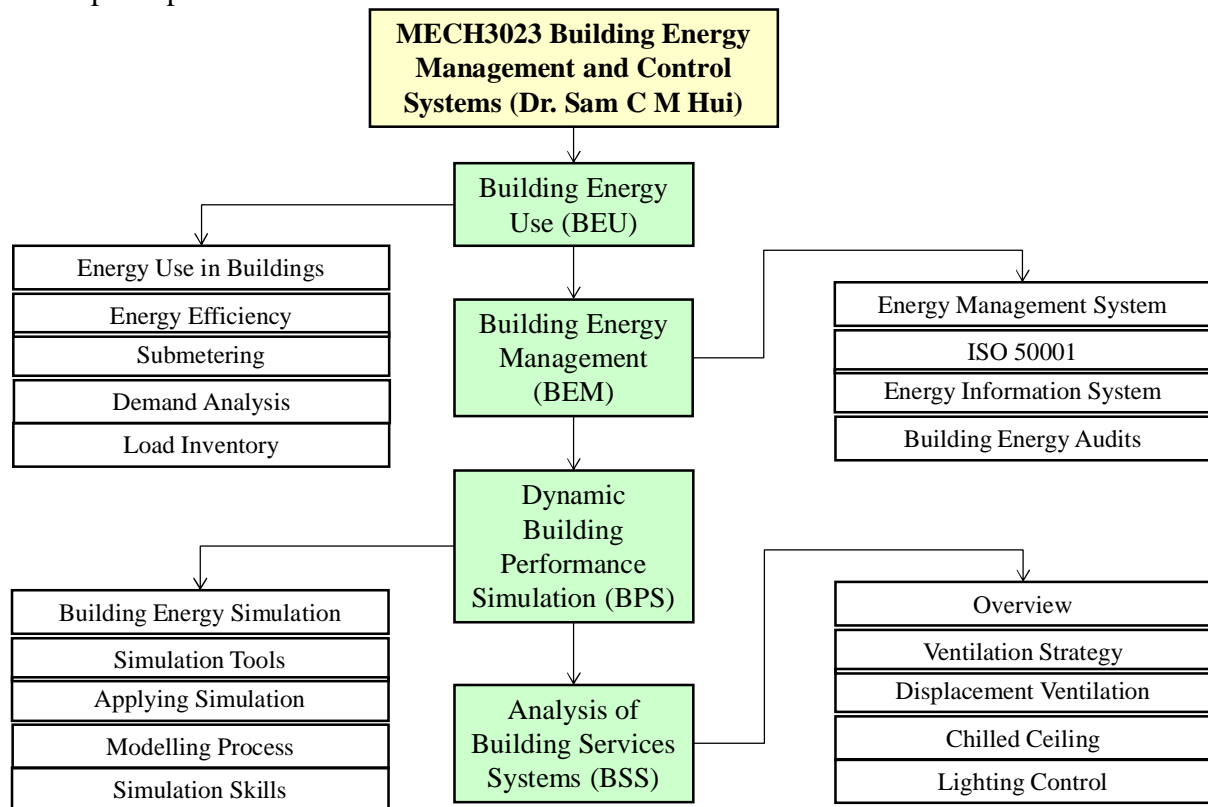 MECH3023 Building Energy
Management and Control
Systems (Dr. Sam C M Hui)
Building Energy
Use (BEU)
Energy Use in Buildings
Energy Efficiency
Submetering
Demand Analysis
Load Inventory
Building Energy
Management
(BEM)
Energy Management System
ISO 50001
Energy Information System
Building Energy Audits
Dynamic
Building
Performance
Simulation (BPS)
Building Energy Simulation
Simulation Tools
Applying Simulation
Modelling Process
Simulation Skills
Analysis of
Building Services
Systems (BSS)
Overview
Ventilation Strategy
Displacement Ventilation
Chilled Ceiling
Lighting Control